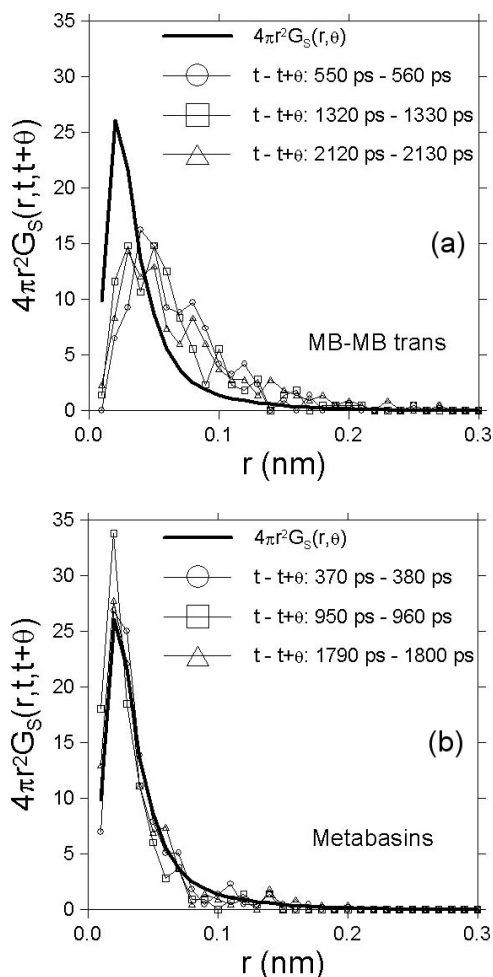 35
30
25
20
15
10
5
0
4πr²G_S(r,t,t+θ)
4πr²G_S(r,θ)
t - t+θ: 550 ps - 560 ps
t - t+θ: 1320 ps - 1330 ps
t - t+θ: 2120 ps - 2130 ps
(a)
MB-MB trans
0.0 0.1 0.2 0.3
r (nm)
35
30
25
20
15
10
5
0
4πr²G_S(r,t,t+θ)
4πr²G_S(r,θ)
t - t+θ: 370 ps - 380 ps
t - t+θ: 950 ps - 960 ps
t - t+θ: 1790 ps - 1800 ps
(b)
Metabasins
0.0 0.1 0.2 0.3
r (nm)